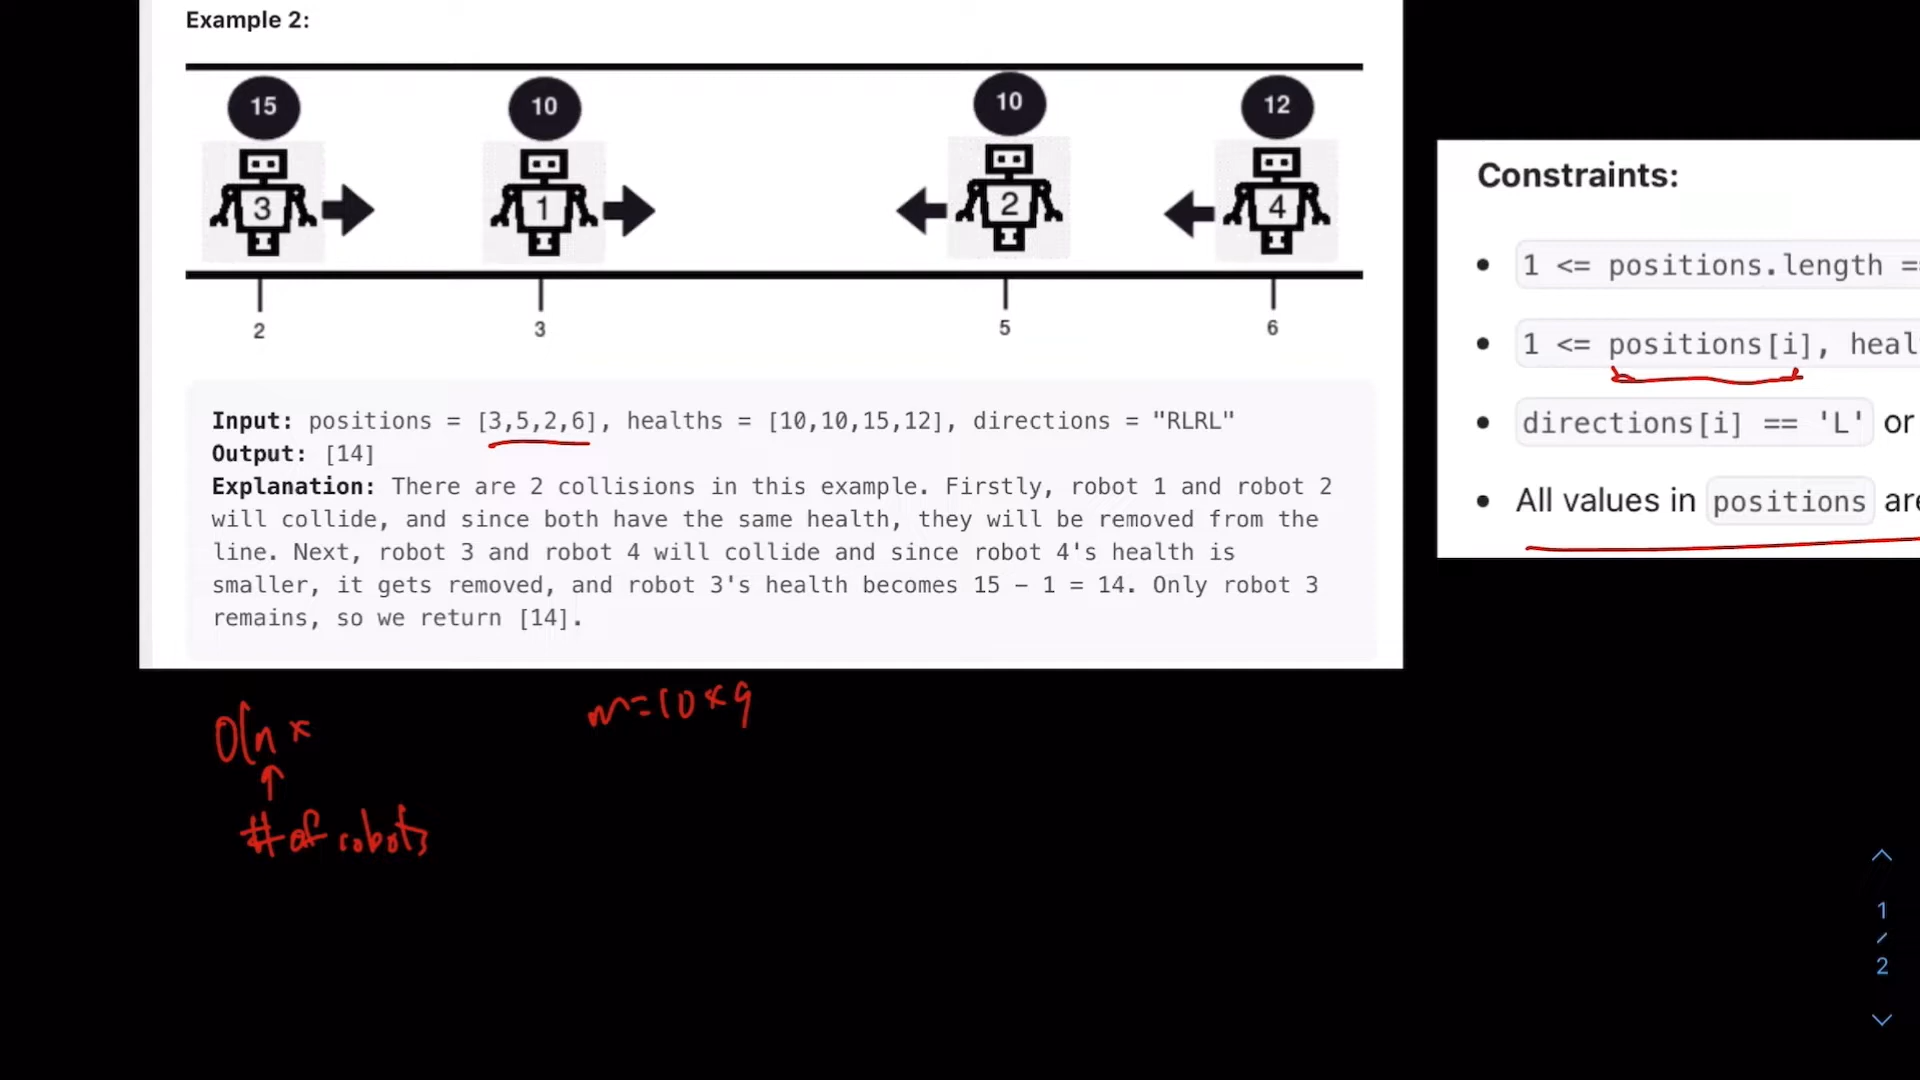 Example 2:
15 10 10 12
3 1 2 4
2 3 5 6
Input: positions = [3,5,2,6], healths = [10,10,15,12], directions = "RLRL"
Output: [14]
Explanation: There are 2 collisions in this example. Firstly, robot 1 and robot 2
will collide, and since both have the same health, they will be removed from the
line. Next, robot 3 and robot 4 will collide and since robot 4's health is
smaller, it gets removed, and robot 3's health becomes 15 − 1 = 14. Only robot 3
remains, so we return [14].
Constraints:
1 <= positions.length ==
1 <= positions[i], heal
directions[i] == 'L' or
All values in positions are
O(n *
# of robots
m=10*9
1
/
2